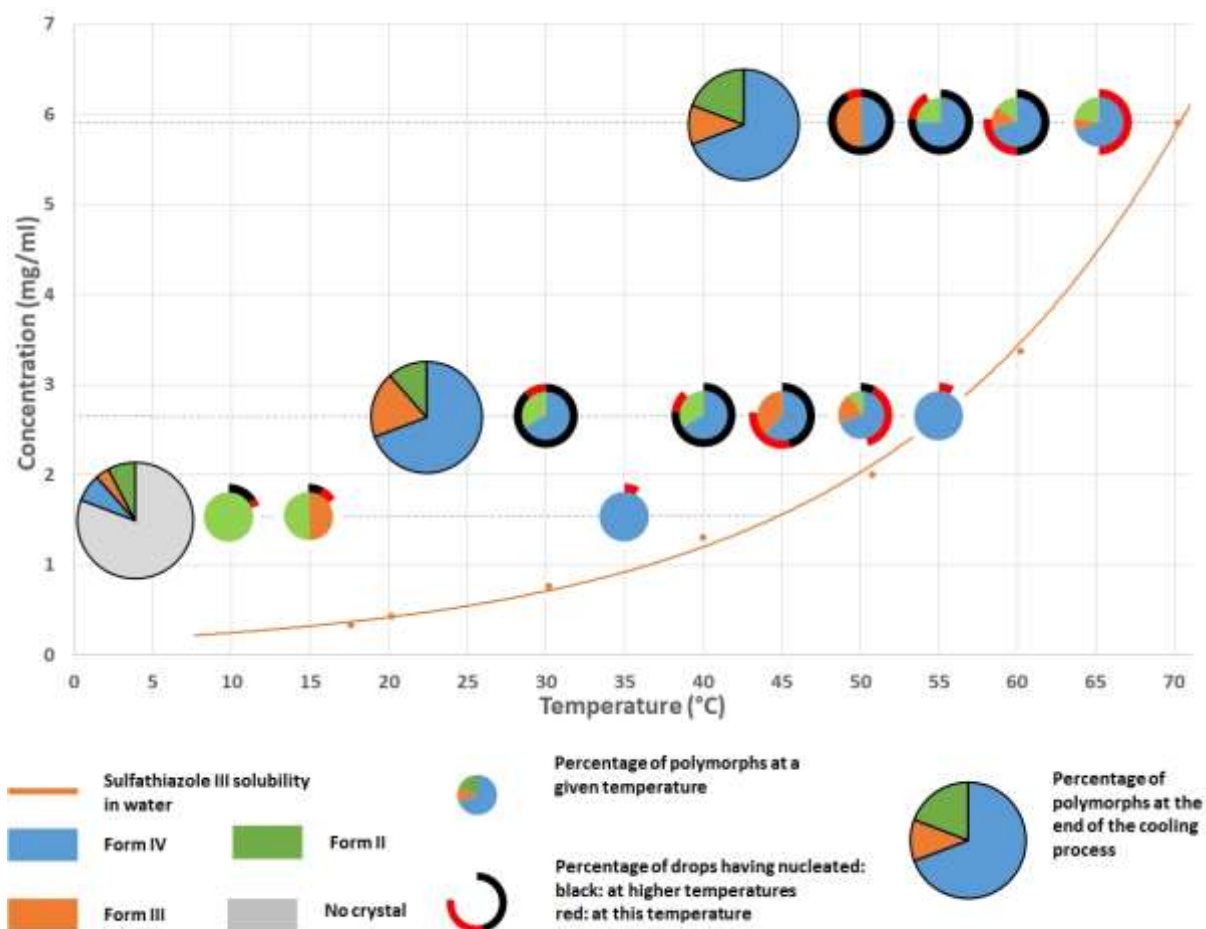 7
6
5
4
3
2
1
0
Concentration (mg/ml)
0 5 10 15 20 25 30 35 40 45 50 55 60 65 70
Temperature (°C)
Sulfathiazole III solubility
in water
Form IV
Form II
Form III
No crystal
Percentage of polymorphs at a
given temperature
Percentage of drops having nucleated:
black: at higher temperatures
red: at this temperature
Percentage of
polymorphs at the
end of the cooling
process